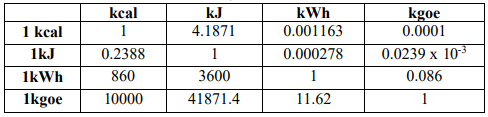 kcal kJ kWh kgoe
1 kcal 1 4.1871 0.001163 0.0001
1kJ 0.2388 1 0.000278 0.0239 x 10⁻³
1kWh 860 3600 1 0.086
1kgoe 10000 41871.4 11.62 1